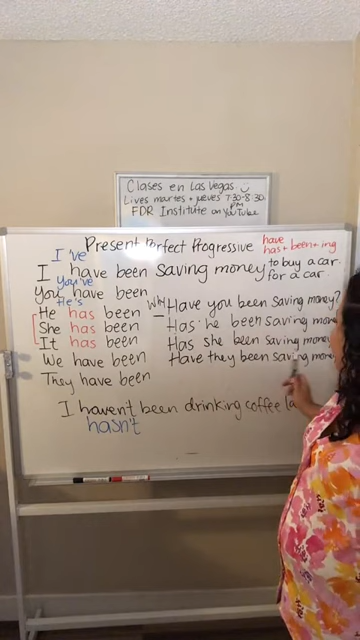 Clases en Las Vegas
Lives martes + jueves 7:30-8:30 PM
FDR Institute on YouTube
Present Perfect Progressive have
has + been + ing
I've
I have been saving money to buy a car.
for a car.
You've
You have been
He's
He has been
She has been
It has been
We have been
They have been
Why Have you been saving money?
Has he been saving
Has she been saving money
Have they been saving money
I haven't been drinking coffee
hasn't